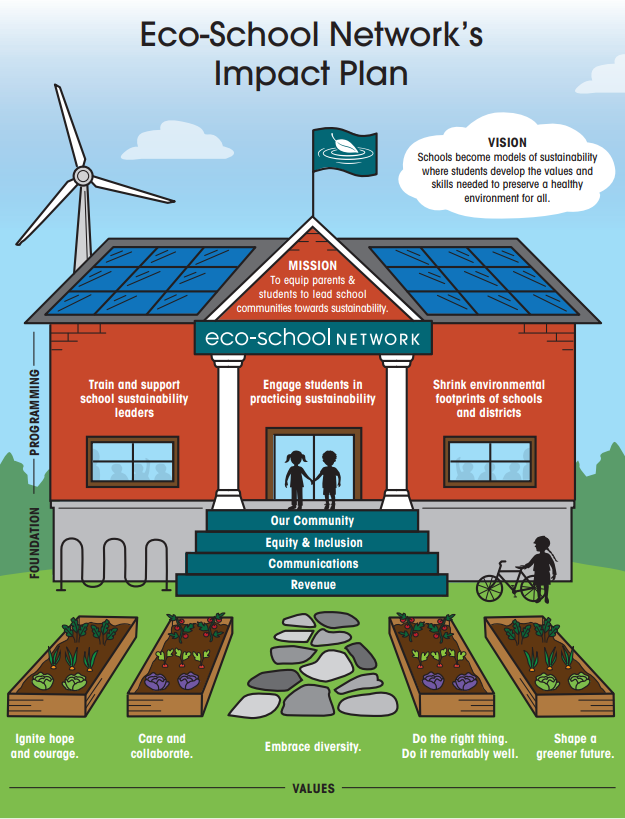 Eco-School Network's
Impact Plan
VISION
Schools become models of sustainability
where students develop the values and
skills needed to preserve a healthy
environment for all.
MISSION
To equip parents &
students to lead school
communities towards sustainability.
eco-school NETWORK
PROGRAMMING
Train and support
school sustainability
leaders
Engage students in
practicing sustainability
Shrink environmental
footprints of schools
and districts
FOUNDATION
Our Community
Equity & Inclusion
Communications
Revenue
Ignite hope
and courage.
Care and
collaborate.
Embrace diversity.
Do the right thing.
Do it remarkably well.
Shape a
greener future.
VALUES